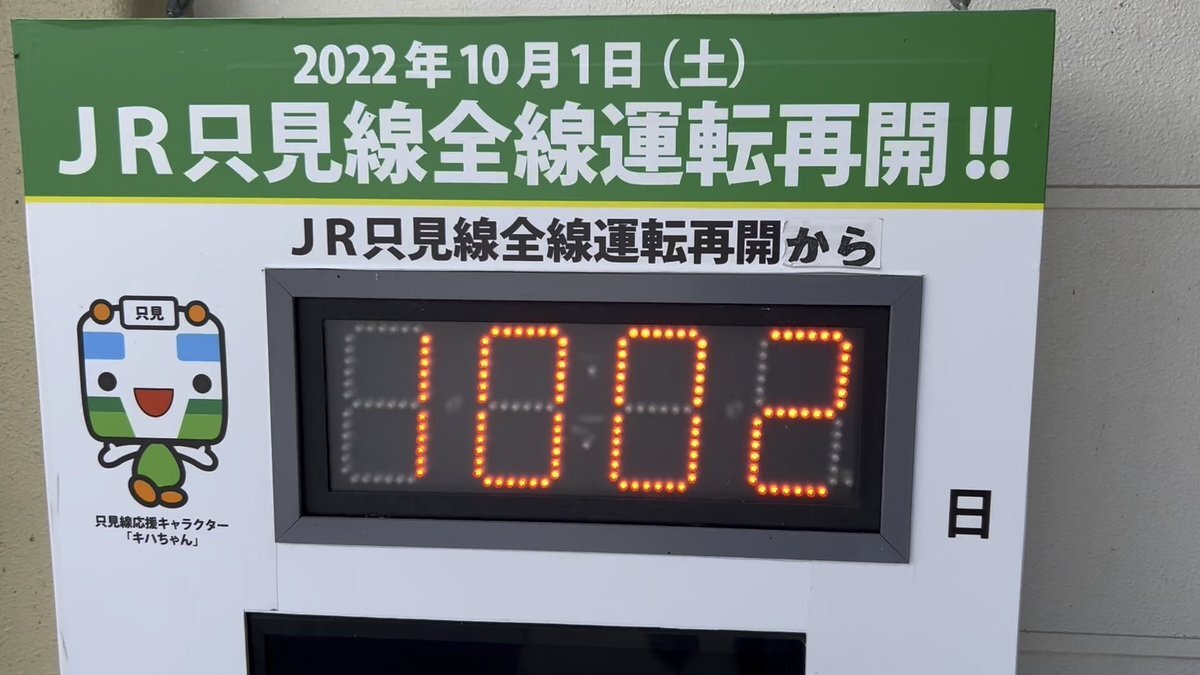 2022年10月1日（土）
JR只見線全線運転再開!!
JR只見線全線運転再開から
只見
1002
日
只見線応援キャラクター
「キハちゃん」